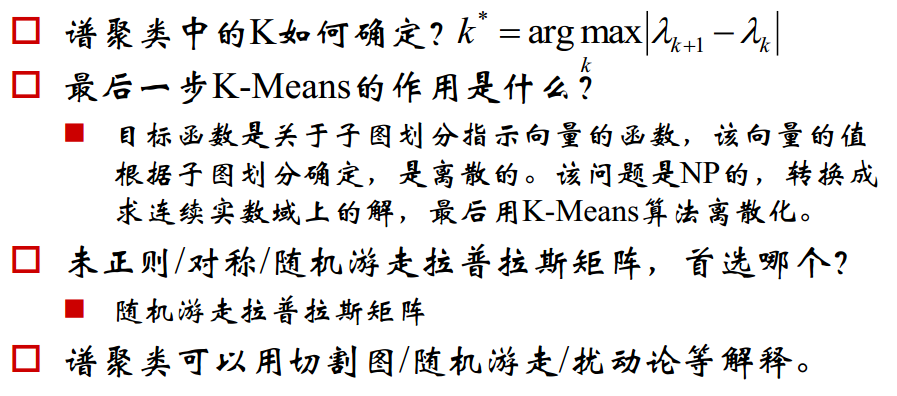 谱聚类中的K如何确定? k* = arg max_k |λ_{k+1} − λ_k|
最后一步K-Means的作用是什么?
目标函数是关于子图划分指示向量的函数，该向量的值
根据子图划分确定，是离散的。该问题是NP的，转换成
求连续实数域上的解，最后用K-Means算法离散化。
未正则/对称/随机游走拉普拉斯矩阵，首选哪个?
随机游走拉普拉斯矩阵
谱聚类可以用切割图/随机游走/扰动论等解释。